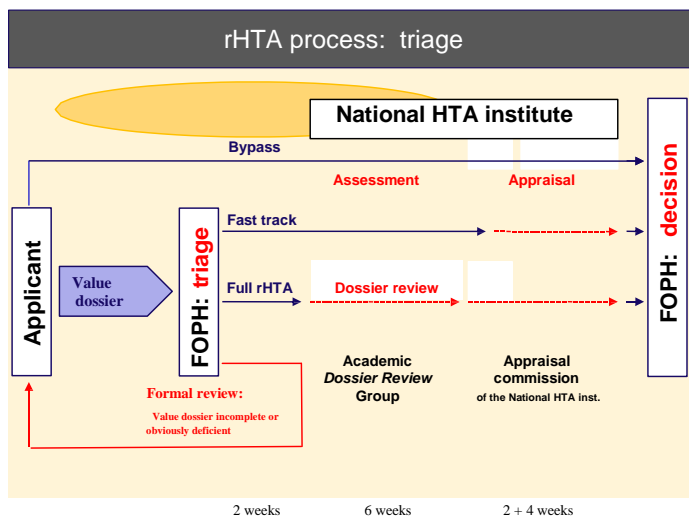 rHTA process: triage
National HTA institute
Bypass
Assessment
Appraisal
Applicant
Value
dossier
FOPH: triage
Fast track
Full rHTA
Dossier review
FOPH: decision
Academic
Dossier Review
Group
Appraisal
commission
of the National HTA inst.
Formal review:
Value dossier incomplete or
obviously deficient
2 weeks
6 weeks
2 + 4 weeks